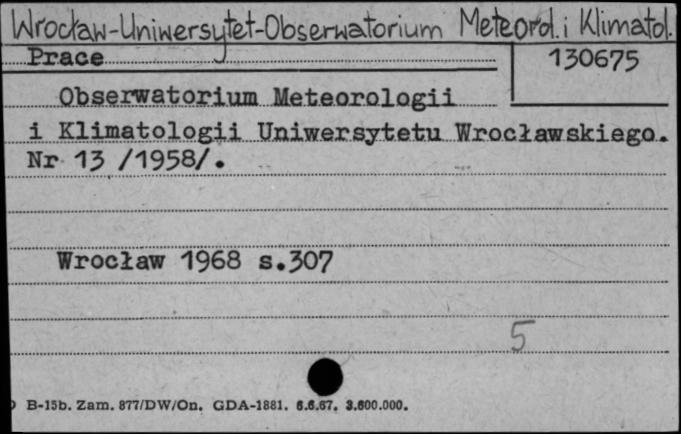 Wrocław-Uniwersytet-Obserwatorium Meteorol. i Klimatol.
Prace 130675
Obserwatorium Meteorologii
i Klimatologii Uniwersytetu Wrocławskiego.
Nr 13 /1958/.
Wrocław 1968 s.307
5
B-15b. Zam. 877/DW/On. GDA-1881. 6.6.67. 3.600.000.